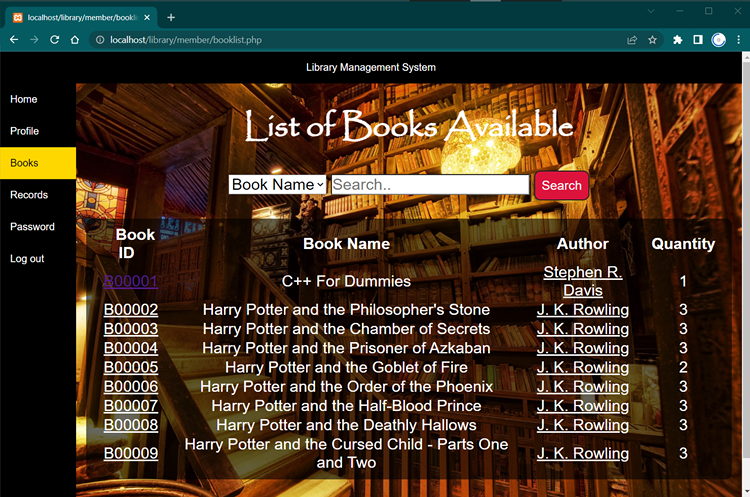 localhost/library/member/bookli
localhost/library/member/booklist.php
Library Management System
Home
Profile
Books
Records
Password
Log out
List of Books Available
Book Name Search.. Search
Book ID Book Name Author Quantity
B00001 C++ For Dummies Stephen R. Davis 1
B00002 Harry Potter and the Philosopher's Stone J. K. Rowling 3
B00003 Harry Potter and the Chamber of Secrets J. K. Rowling 3
B00004 Harry Potter and the Prisoner of Azkaban J. K. Rowling 3
B00005 Harry Potter and the Goblet of Fire J. K. Rowling 2
B00006 Harry Potter and the Order of the Phoenix J. K. Rowling 3
B00007 Harry Potter and the Half-Blood Prince J. K. Rowling 3
B00008 Harry Potter and the Deathly Hallows J. K. Rowling 3
B00009 Harry Potter and the Cursed Child - Parts One and Two J. K. Rowling 3